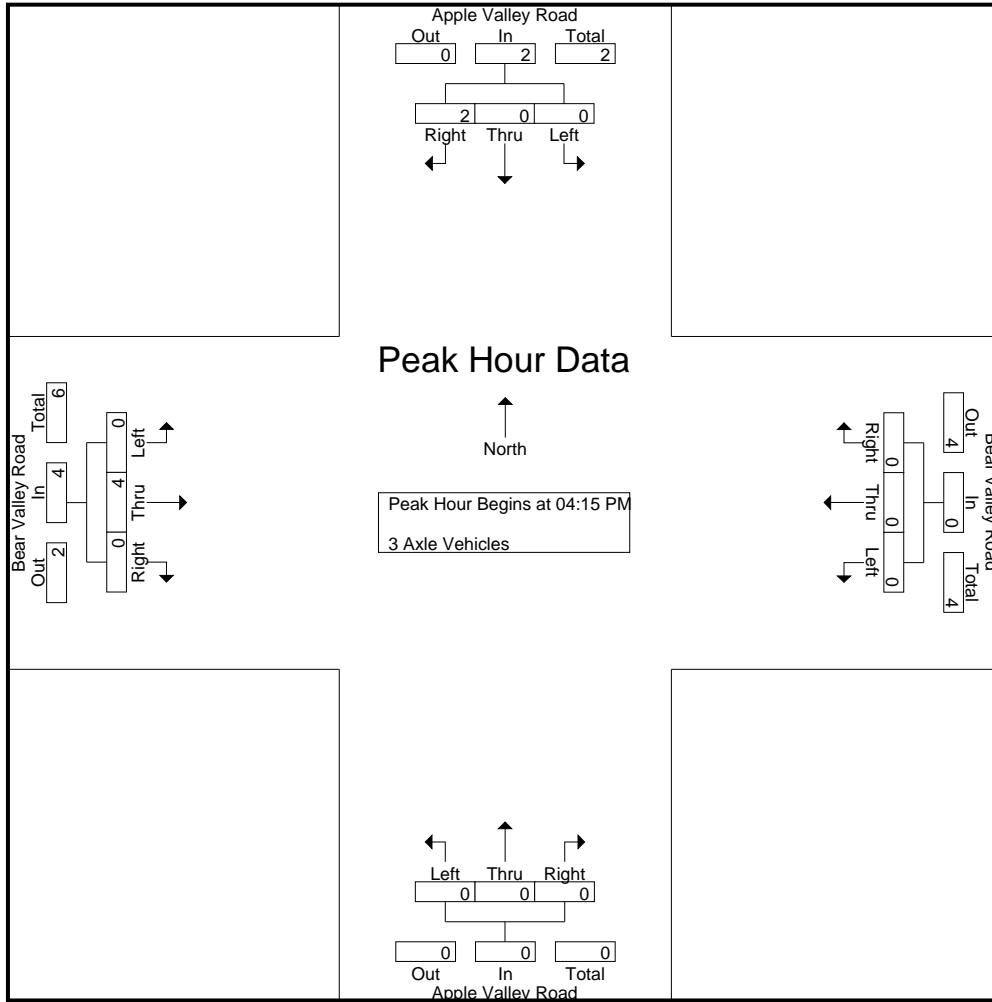 Apple Valley Road
Out In Total
0 2 2
2 0 0
Right Thru Left
Peak Hour Data
North
Peak Hour Begins at 04:15 PM
3 Axle Vehicles
Bear Valley Road
Out In Total
2 4 6
Left Thru Right
0 4 0
Bear Valley Road
Out In Total
4 0 4
Right Thru Left
0 0 0
Left Thru Right
0 0 0
0 0 0
Out In Total
Apple Valley Road